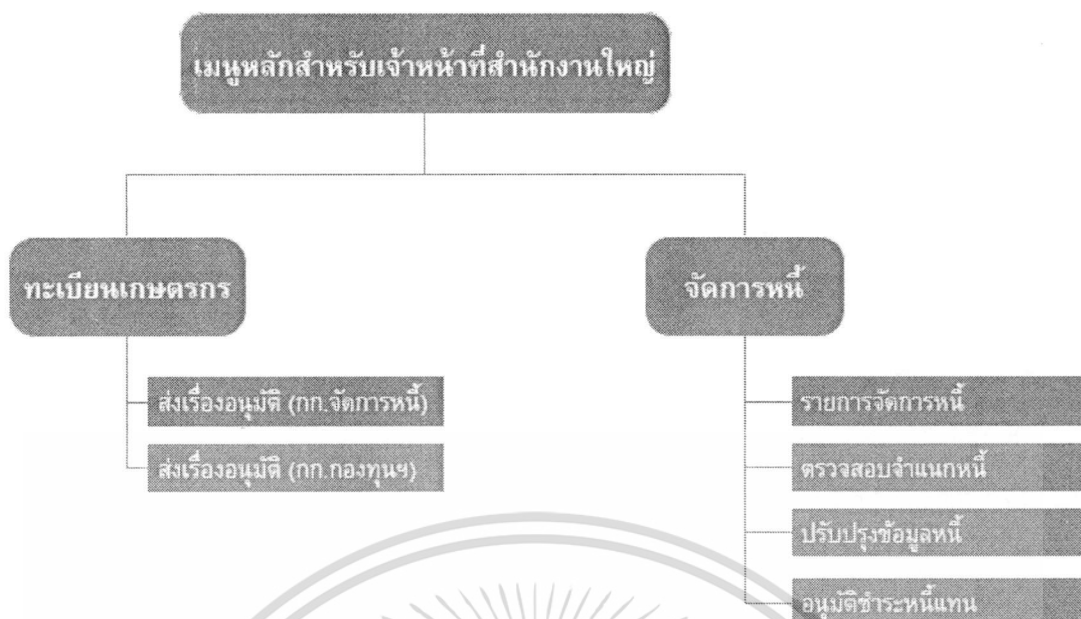 เมนูหลักสำหรับเจ้าหน้าที่สำนักงานใหญ่
ทะเบียนเกษตรกร
ส่งเรื่องอนุมัติ (กก.จัดการหนี้)
ส่งเรื่องอนุมัติ (กก.กองทุนฯ)
จัดการหนี้
รายการจัดการหนี้
ตรวจสอบจำแนกหนี้
ปรับปรุงข้อมูลหนี้
อนุมัติชำระหนี้แทน